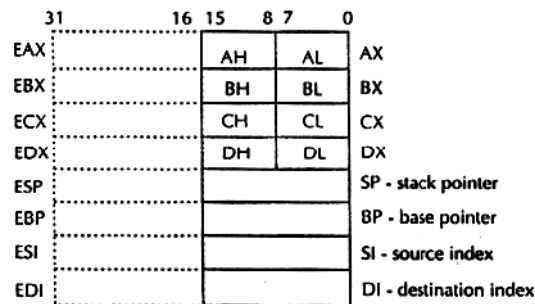 31 16 15 8 7 0
EAX AH AL AX
EBX BH BL BX
ECX CH CL CX
EDX DH DL DX
ESP SP - stack pointer
EBP BP - base pointer
ESI SI - source index
EDI DI - destination index